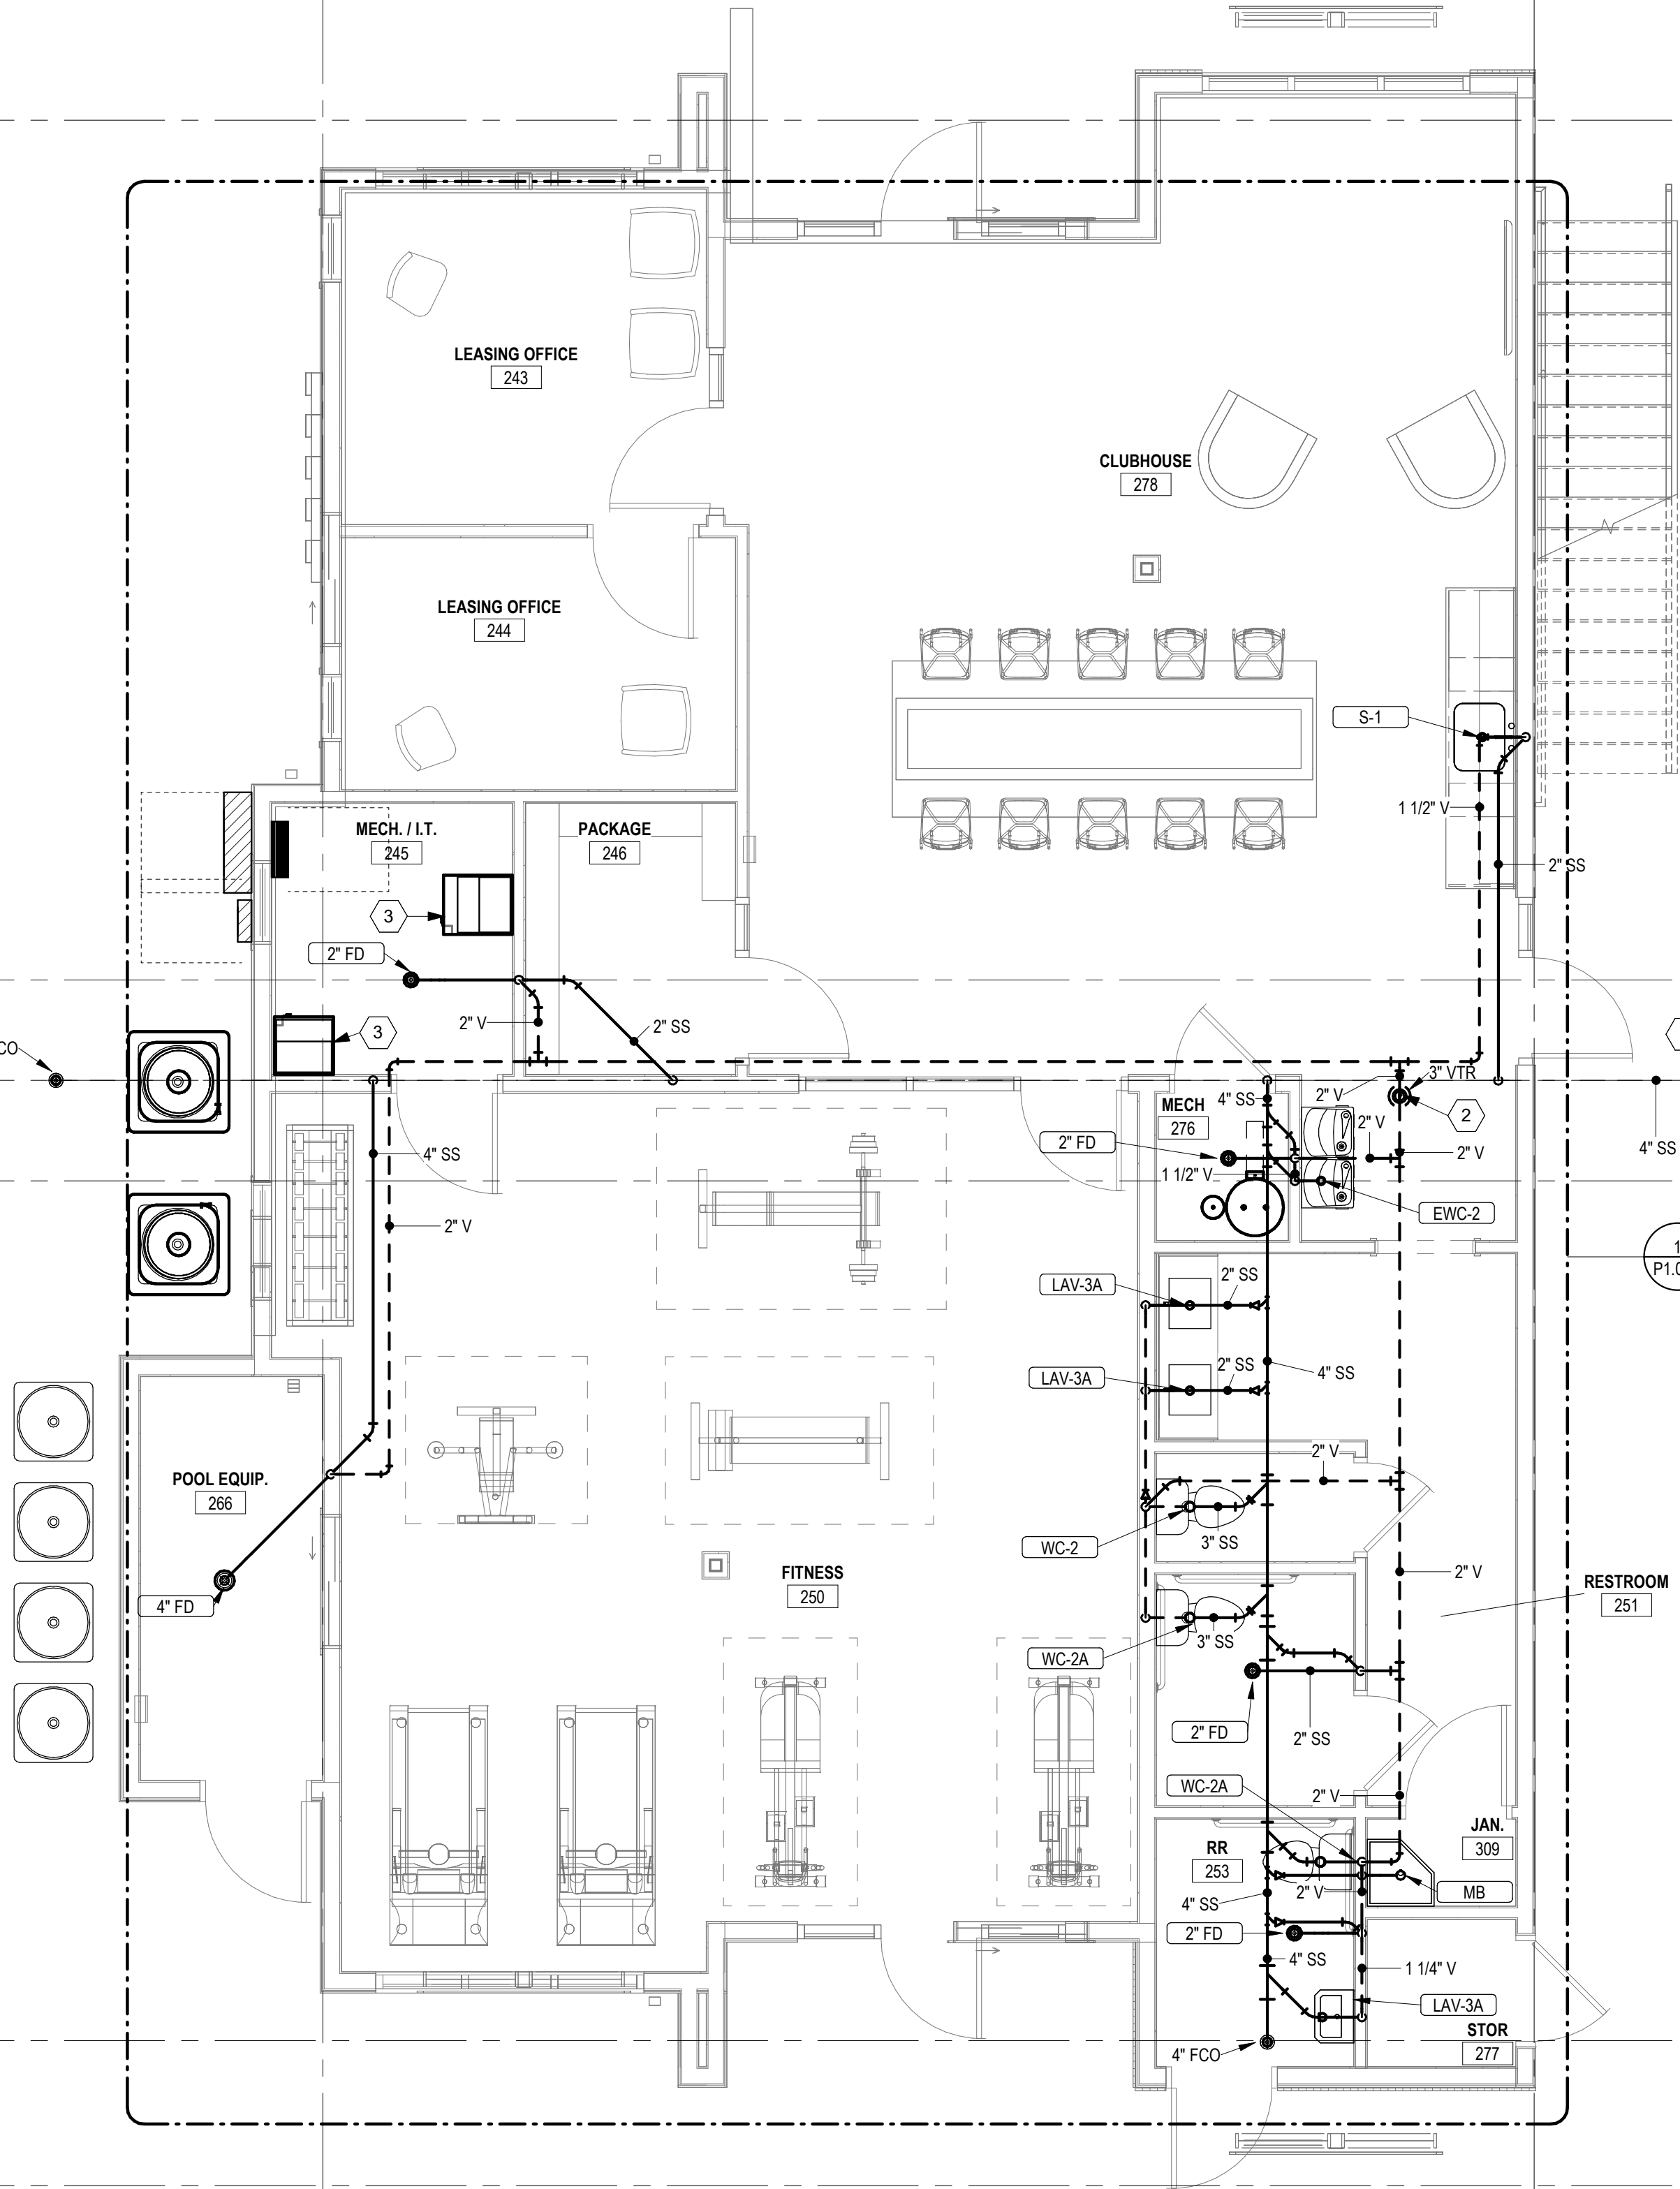 LEASING OFFICE
243
CLUBHOUSE
278
LEASING OFFICE
244
S-1
1 1/2" V
2" SS
MECH. / I.T.
245
PACKAGE
246
3
2" FD
2" V
2" SS
3
CO
3" VTR
2" V
2
MECH
276
4" SS
2" FD
2" V
2" V
4" SS
4" SS
1 1/2" V
EWC-2
2" V
1
LAV-3A
2" SS
LAV-3A
2" SS
4" SS
2" V
POOL EQUIP.
266
WC-2
3" SS
4" FD
FITNESS
250
2" V
RESTROOM
251
WC-2A
3" SS
2" FD
2" SS
WC-2A
2" V
JAN.
309
RR
253
2" V
MB
4" SS
2" FD
4" SS
1 1/4" V
LAV-3A
STOR
277
4" FCO